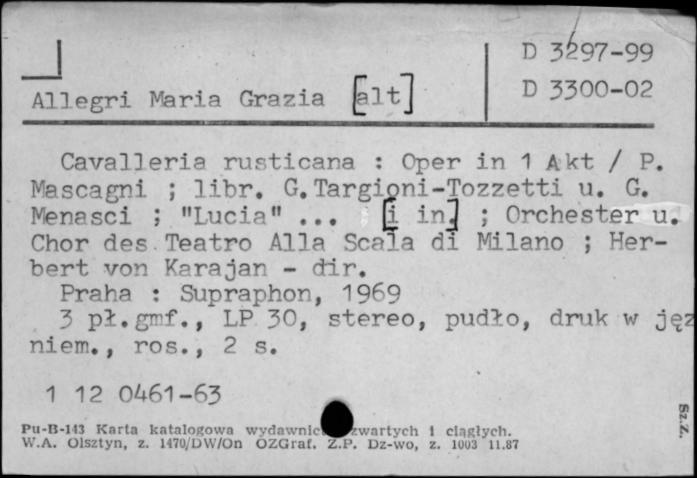 D 3297-99
Allegri Maria Grazia [alt]
D 3300-02
Cavalleria rusticana : Oper in 1 Akt / P.
Mascagni ; libr. G.Targioni-Tozzetti u. G.
Menasci ; "Lucia" ... [i in.] ; Orchester u.
Chor des Teatro Alla Scala di Milano ; Her-
bert von Karajan - dir.
Praha : Supraphon, 1969
3 pł.gmf., LP 30, stereo, pudło, druk w jęz
niem., ros., 2 s.
1 12 0461-63
Pu-B-143 Karta katalogowa wydawnic zwartych i ciągłych.
W.A. Olsztyn, z. 1470/DW/On OZGraf. Z.P. Dz-wo, z. 1003 11.87
Sz.Z.